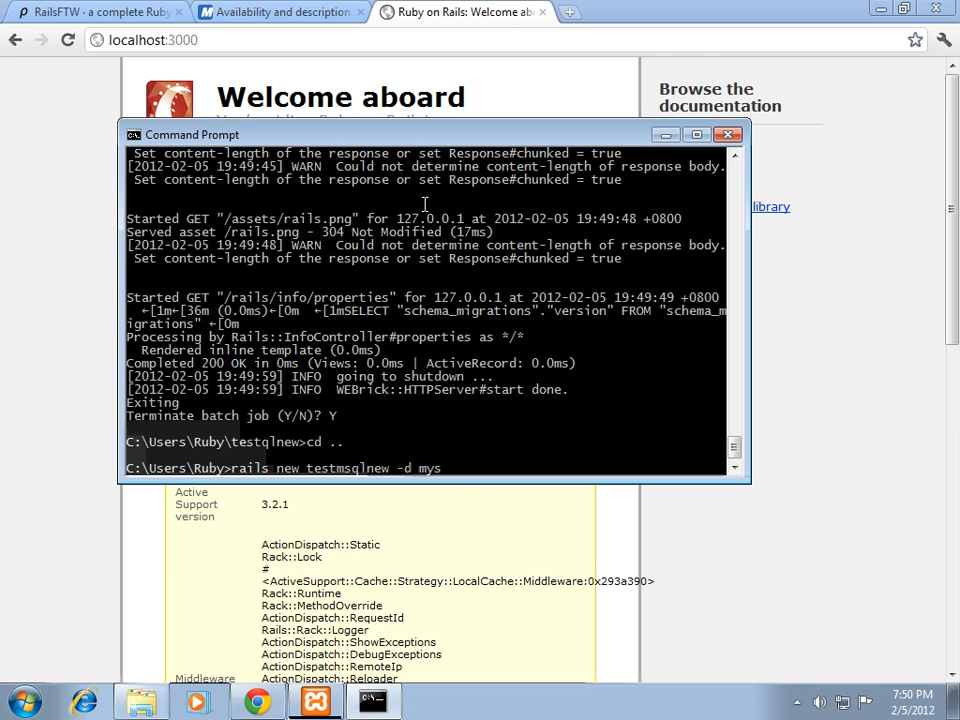 RailsFTW - a complete Ruby
Availability and description
Ruby on Rails: Welcome ab
localhost:3000
Welcome aboard
Browse the
documentation
library
Command Prompt
Set content-length of the response or set Response#chunked = true
[2012-02-05 19:49:45] WARN  Could not determine content-length of response body.
Set content-length of the response or set Response#chunked = true
Started GET "/assets/rails.png" for 127.0.0.1 at 2012-02-05 19:49:48 +0800
Served asset /rails.png - 304 Not Modified (17ms)
[2012-02-05 19:49:48] WARN  Could not determine content-length of response body.
Set content-length of the response or set Response#chunked = true
Started GET "/rails/info/properties" for 127.0.0.1 at 2012-02-05 19:49:49 +0800
←[1m←[36m (0.0ms)←[0m  ←[1mSELECT "schema_migrations"."version" FROM "schema_m
igrations" ←[0m
Processing by Rails::InfoController#properties as */*
Rendered inline template (0.0ms)
Completed 200 OK in 0ms (Views: 0.0ms | ActiveRecord: 0.0ms)
[2012-02-05 19:49:59] INFO  going to shutdown ...
[2012-02-05 19:49:59] INFO  WEBrick::HTTPServer#start done.
Exiting
Terminate batch job (Y/N)? Y
C:\Users\Ruby\testqlnew>cd ..
C:\Users\Ruby>rails new testmsqlnew -d mys
Active
Support
version
3.2.1
ActionDispatch::Static
Rack::Lock
#
<ActiveSupport::Cache::Strategy::LocalCache::Middleware:0x293a390>
Rack::Runtime
Rack::MethodOverride
ActionDispatch::RequestId
Rails::Rack::Logger
ActionDispatch::ShowExceptions
ActionDispatch::DebugExceptions
ActionDispatch::RemoteIp
Middleware
ActionDispatch::Reloader
7:50 PM
2/5/2012